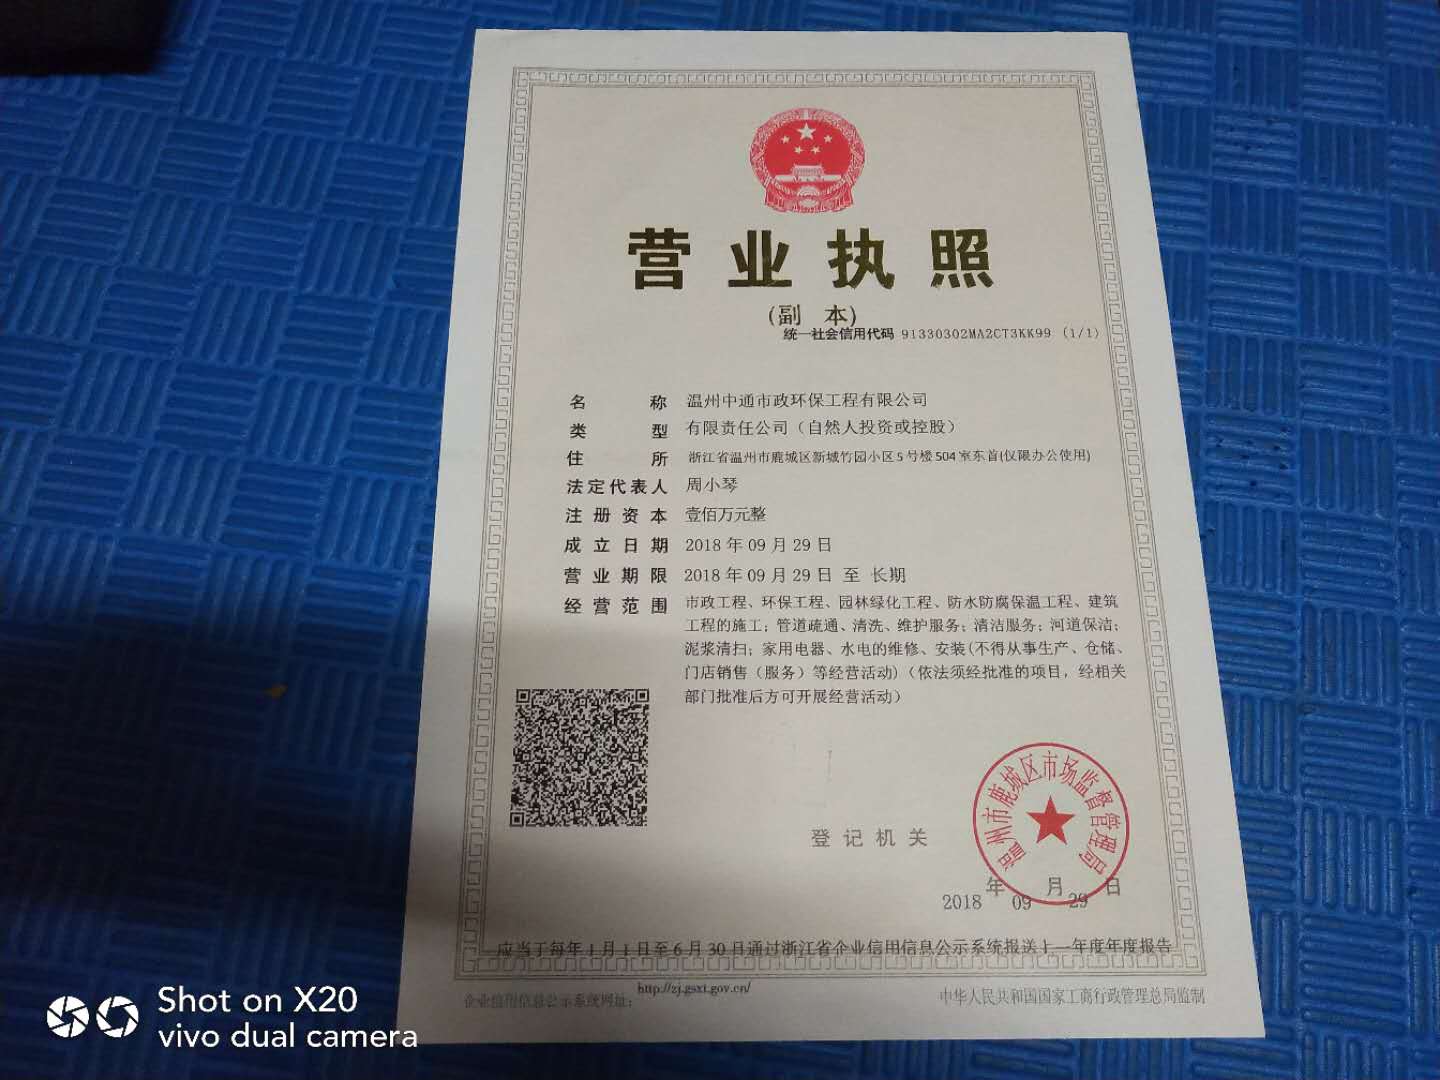 营业执照
(副 本)
统一社会信用代码 91330302MA2CT3KK99 (1/1)
名 称 温州中通市政环保工程有限公司
类 型 有限责任公司（自然人投资或控股）
住 所 浙江省温州市鹿城区新城竹园小区5号楼504室东首(仅限办公使用)
法定代表人 周小琴
注册资本 壹佰万元整
成立日期 2018年09月29日
营业期限 2018年09月29日 至 长期
经营范围 市政工程、环保工程、园林绿化工程、防水防腐保温工程、建筑
工程的施工；管道疏通、清洗、维护服务；清洁服务；河道保洁；
泥浆清扫；家用电器、水电的维修、安装(不得从事生产、仓储、
门店销售（服务）等经营活动)（依法须经批准的项目，经相关
部门批准后方可开展经营活动）
温州市鹿城区市场监督管理局
登记机关
年 月 日
2018 09 29
应当于每年1月1日至6月30日通过浙江省企业信用信息公示系统报送上一年度年度报告
企业信用信息公示系统网址： http://zj.gsxt.gov.cn/
中华人民共和国国家工商行政管理总局监制
Shot on X20
vivo dual camera